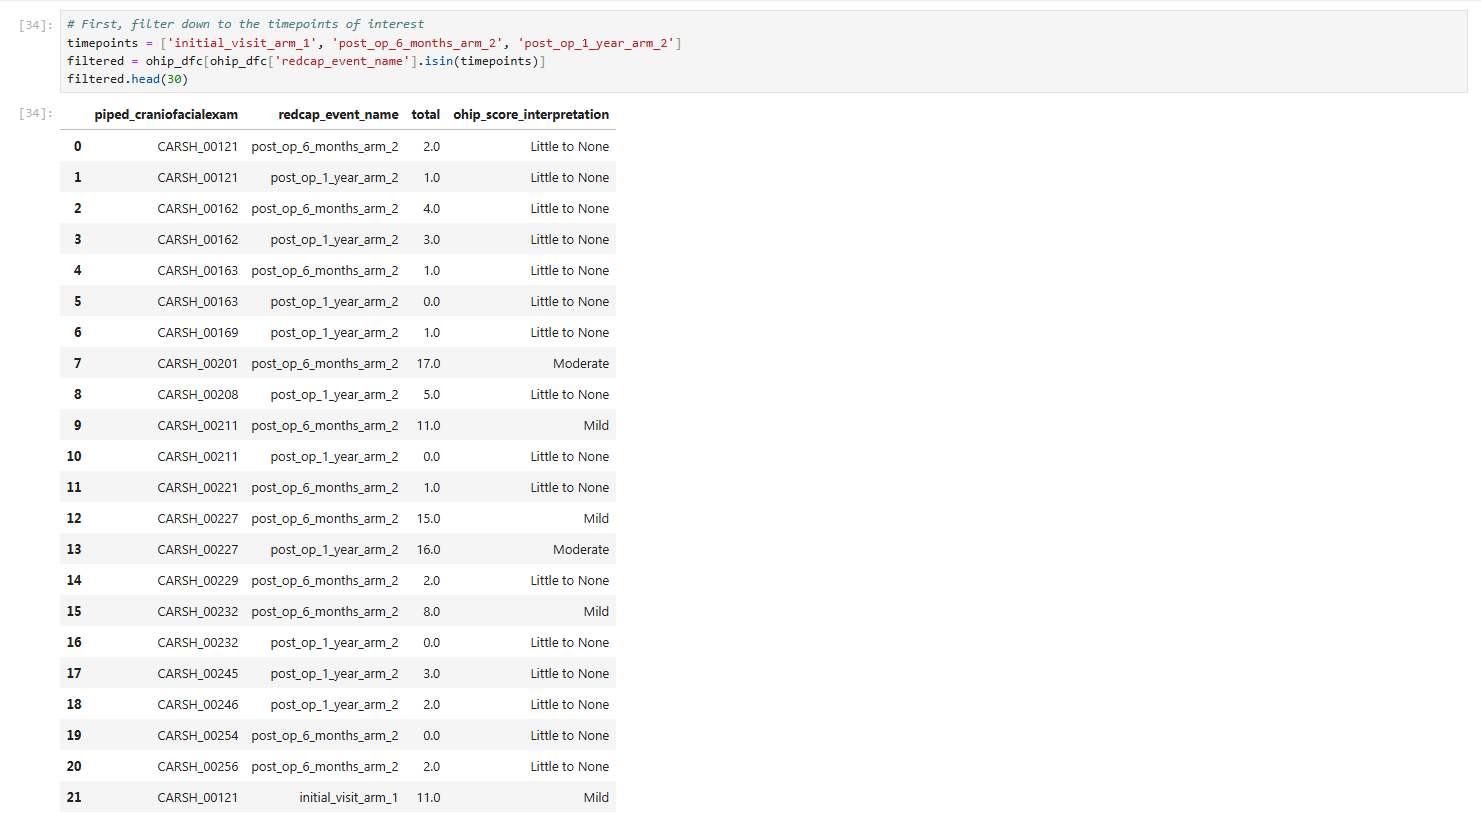 [34]: # First, filter down to the timepoints of interest
timepoints = ['initial_visit_arm_1', 'post_op_6_months_arm_2', 'post_op_1_year_arm_2']
filtered = ohip_dfc[ohip_dfc['redcap_event_name'].isin(timepoints)]
filtered.head(30)
[34]: piped_craniofacialexam redcap_event_name total ohip_score_interpretation
0 CARSH_00121 post_op_6_months_arm_2 2.0 Little to None
1 CARSH_00121 post_op_1_year_arm_2 1.0 Little to None
2 CARSH_00162 post_op_6_months_arm_2 4.0 Little to None
3 CARSH_00162 post_op_1_year_arm_2 3.0 Little to None
4 CARSH_00163 post_op_6_months_arm_2 1.0 Little to None
5 CARSH_00163 post_op_1_year_arm_2 0.0 Little to None
6 CARSH_00169 post_op_1_year_arm_2 1.0 Little to None
7 CARSH_00201 post_op_6_months_arm_2 17.0 Moderate
8 CARSH_00208 post_op_1_year_arm_2 5.0 Little to None
9 CARSH_00211 post_op_6_months_arm_2 11.0 Mild
10 CARSH_00211 post_op_1_year_arm_2 0.0 Little to None
11 CARSH_00221 post_op_6_months_arm_2 1.0 Little to None
12 CARSH_00227 post_op_6_months_arm_2 15.0 Mild
13 CARSH_00227 post_op_1_year_arm_2 16.0 Moderate
14 CARSH_00229 post_op_6_months_arm_2 2.0 Little to None
15 CARSH_00232 post_op_6_months_arm_2 8.0 Mild
16 CARSH_00232 post_op_1_year_arm_2 0.0 Little to None
17 CARSH_00245 post_op_1_year_arm_2 3.0 Little to None
18 CARSH_00246 post_op_1_year_arm_2 2.0 Little to None
19 CARSH_00254 post_op_6_months_arm_2 0.0 Little to None
20 CARSH_00256 post_op_6_months_arm_2 2.0 Little to None
21 CARSH_00121 initial_visit_arm_1 11.0 Mild